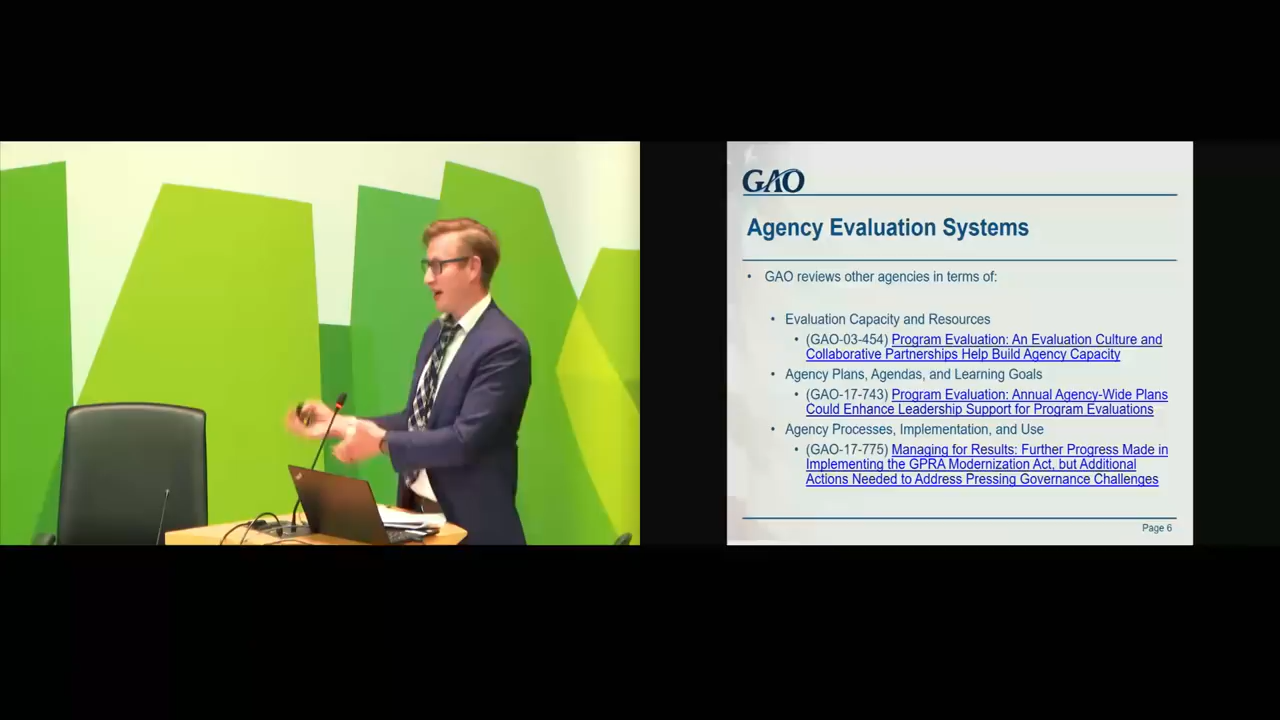 GAO
Agency Evaluation Systems
• GAO reviews other agencies in terms of:
• Evaluation Capacity and Resources
• (GAO-03-454) Program Evaluation: An Evaluation Culture and
Collaborative Partnerships Help Build Agency Capacity
• Agency Plans, Agendas, and Learning Goals
• (GAO-17-743) Program Evaluation: Annual Agency-Wide Plans
Could Enhance Leadership Support for Program Evaluations
• Agency Processes, Implementation, and Use
• (GAO-17-775) Managing for Results: Further Progress Made in
Implementing the GPRA Modernization Act, but Additional
Actions Needed to Address Pressing Governance Challenges
Page 6